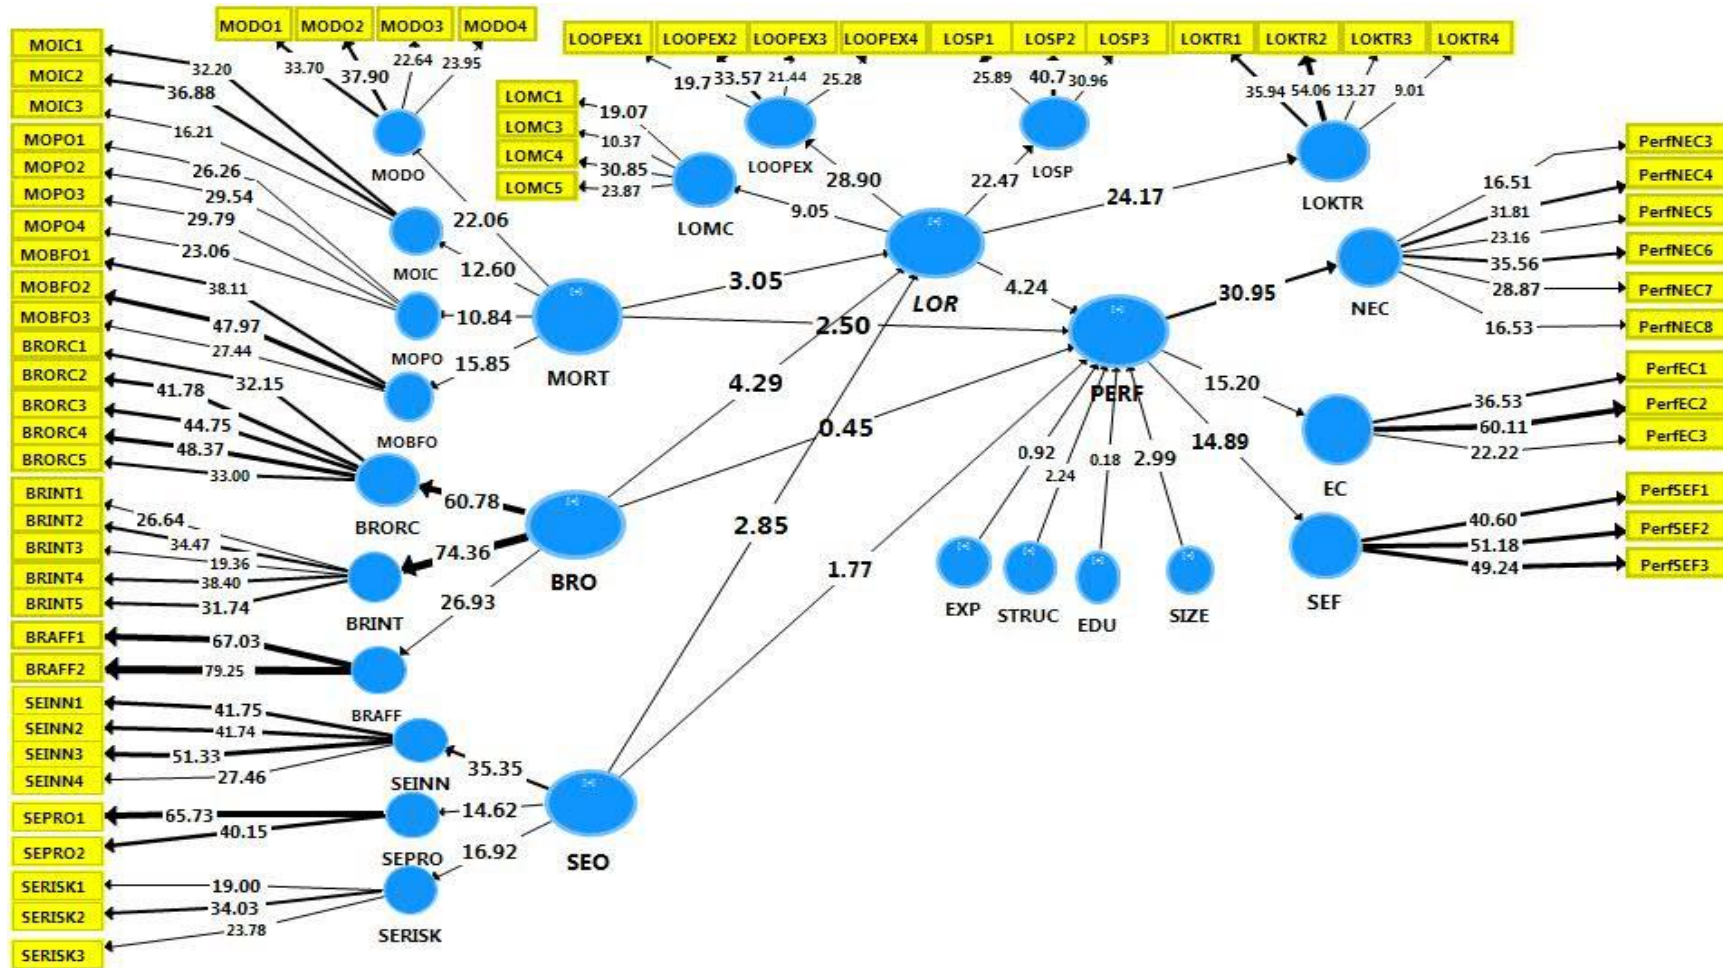 MODO1 MODO2 MODO3 MODO4
LOOPEX1 LOOPEX2 LOOPEX3 LOOPEX4 LOSP1 LOSP2 LOSP3 LOKTR1 LOKTR2 LOKTR3 LOKTR4
33.70 37.90 22.64 23.95
19.7 33.57 21.44 25.28
25.89 40.7 30.96
35.94 54.06 13.27 9.01
MOIC1
MOIC2
MOIC3
MOPO1
MOPO2
MOPO3
MOPO4
MOBFO1
MOBFO2
MOBFO3
BRORC1
BRORC2
BRORC3
BRORC4
BRORC5
BRINT1
BRINT2
BRINT3
BRINT4
BRINT5
BRAFF1
BRAFF2
SEINN1
SEINN2
SEINN3
SEINN4
SEPRO1
SEPRO2
SERISK1
SERISK2
SERISK3
32.20
36.88
16.21
26.26
29.54
29.79
23.06
38.11
47.97
27.44
32.15
41.78
44.75
48.37
33.00
26.64
34.47
19.36
38.40
31.74
67.03
79.25
41.75
41.74
51.33
27.46
65.73
40.15
19.00
34.03
23.78
MODO
MOIC
MOPO
MOBFO
BRORC
BRINT
BRAFF
SEINN
SEPRO
SERISK
22.06
12.60
10.84
15.85
60.78
74.36
26.93
35.35
14.62
16.92
[+]
MORT
[+]
BRO
[+]
SEO
LOMC1
LOMC3
LOMC4
LOMC5
19.07
10.37
30.85
23.87
LOMC
LOOPEX
LOSP
LOKTR
9.05
28.90
22.47
24.17
[+]
LOR
3.05
2.50
4.29
0.45
2.85
1.77
4.24
[+]
PERF
30.95
15.20
14.89
0.92
2.24
0.18
2.99
[+]
EXP
[+]
STRUC
[+]
EDU
[+]
SIZE
NEC
EC
SEF
16.51
31.81
23.16
35.56
28.87
16.53
36.53
60.11
22.22
40.60
51.18
49.24
PerfNEC3
PerfNEC4
PerfNEC5
PerfNEC6
PerfNEC7
PerfNEC8
PerfEC1
PerfEC2
PerfEC3
PerfSEF1
PerfSEF2
PerfSEF3